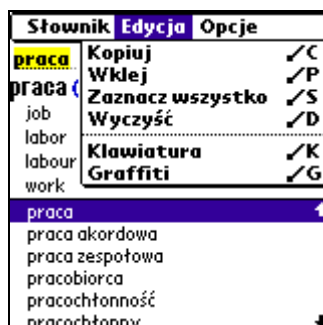 Słownik Edycja Opcje
praca
praca (
job
labor
labour
work
Kopiuj /C
Wklej /P
Zaznacz wszystko /S
Wyczyść /D
Klawiatura /K
Graffiti /G
praca
praca akordowa
praca zespołowa
pracobiorca
pracochłonność
pracochłonny